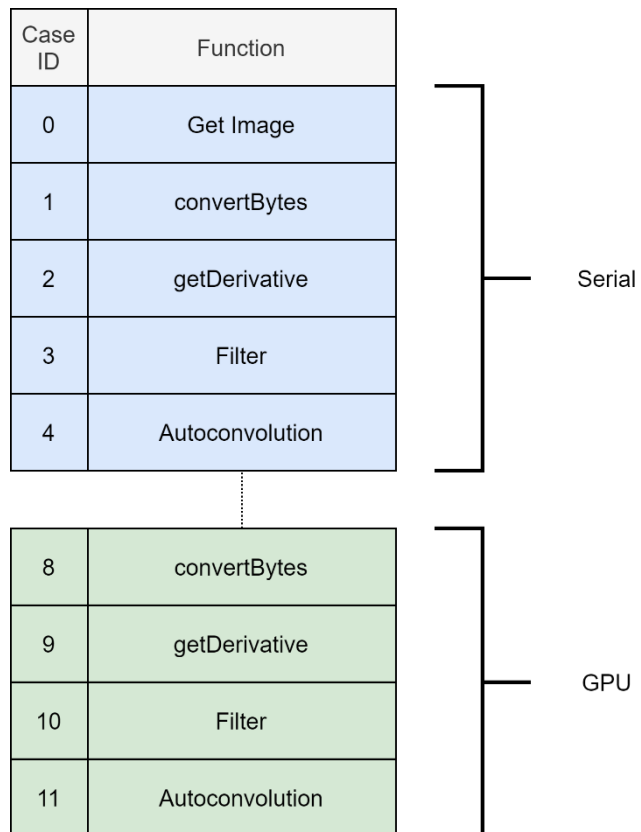 Case ID Function
0 Get Image
1 convertBytes
2 getDerivative
3 Filter
4 Autoconvolution
Serial
8 convertBytes
9 getDerivative
10 Filter
11 Autoconvolution
GPU